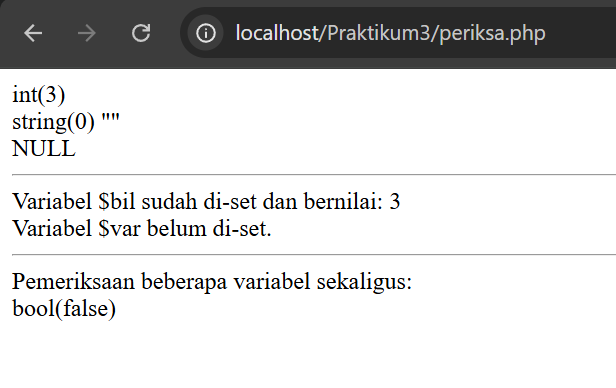 localhost/Praktikum3/periksa.php
int(3)
string(0) ""
NULL
Variabel $bil sudah di-set dan bernilai: 3
Variabel $var belum di-set.
Pemeriksaan beberapa variabel sekaligus:
bool(false)